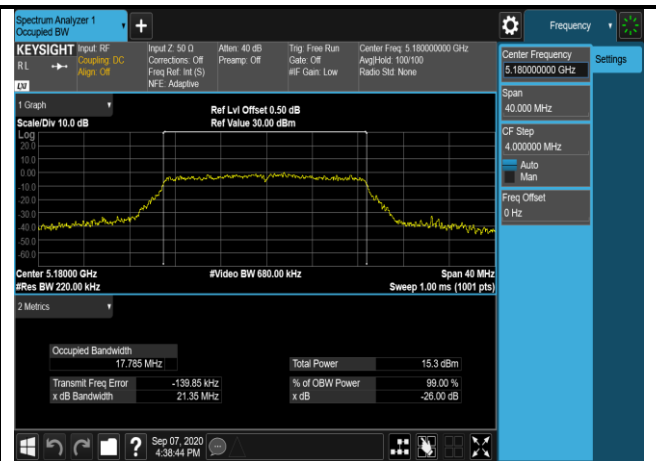 Spectrum Analyzer 1
Occupied BW
+
Frequency
KEYSIGHT
RL
LXI
Input: RF
Coupling: DC
Align: Off
Input Z: 50 Ω
Corrections: Off
Freq Ref: Int (S)
NFE: Adaptive
Atten: 40 dB
Preamp: Off
Trig: Free Run
Gate: Off
#IF Gain: Low
Center Freq: 5.180000000 GHz
Avg|Hold: 100/100
Radio Std: None
Center Frequency
5.180000000 GHz
Settings
Span
40.000 MHz
CF Step
4.000000 MHz
Auto
Man
Freq Offset
0 Hz
1 Graph
Scale/Div 10.0 dB
Ref Lvl Offset 0.50 dB
Ref Value 30.00 dBm
Log
20.0
10.0
0.00
-10.0
-20.0
-30.0
-40.0
-50.0
-60.0
Center 5.18000 GHz
#Video BW 680.00 kHz
Span 40 MHz
#Res BW 220.00 kHz
Sweep 1.00 ms (1001 pts)
2 Metrics
Occupied Bandwidth
17.785 MHz
Total Power 15.3 dBm
Transmit Freq Error -139.85 kHz
% of OBW Power 99.00 %
x dB Bandwidth 21.35 MHz
x dB -26.00 dB
?
Sep 07, 2020
4:38:44 PM